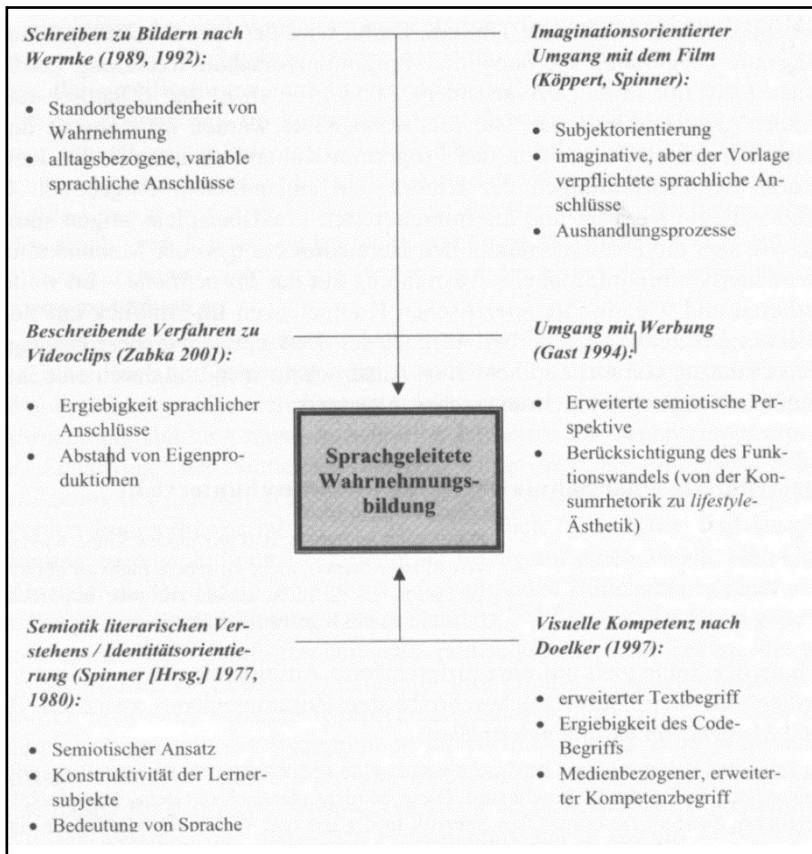 Schreiben zu Bildern nach
Wermke (1989, 1992):
• Standortgebundenheit von
Wahrnehmung
• alltagsbezogene, variable
sprachliche Anschlüsse
Imaginationsorientierter
Umgang mit dem Film
(Köppert, Spinner):
• Subjektorientierung
• imaginative, aber der Vorlage
verpflichtete sprachliche An-
schlüsse
• Aushandlungsprozesse
Beschreibende Verfahren zu
Videoclips (Zabka 2001):
• Ergiebigkeit sprachlicher
Anschlüsse
• Abstand von Eigenpro-
duktionen
Umgang mit Werbung
(Gast 1994):
• Erweiterte semiotische Per-
spektive
• Berücksichtigung des Funk-
tionswandels (von der Kon-
sumrhetorik zu lifestyle-
Ästhetik)
Sprachgeleitete
Wahrnehmungs-
bildung
Semiotik literarischen Ver-
stehens / Identitätsorientie-
rung (Spinner [Hrsg.] 1977,
1980):
• Semiotischer Ansatz
• Konstruktivität der Lerner-
subjekte
• Bedeutung von Sprache
Visuelle Kompetenz nach
Doelker (1997):
• erweiterter Textbegriff
• Ergiebigkeit des Code-
Begriffs
• Medienbezogener, erweiter-
ter Kompetenzbegriff